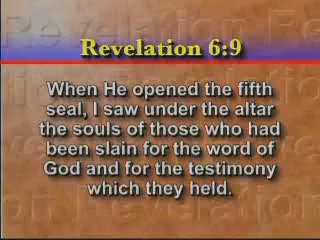 Revelation 6:9
When He opened the fifth
seal, I saw under the altar
the souls of those who had
been slain for the word of
God and for the testimony
which they held.